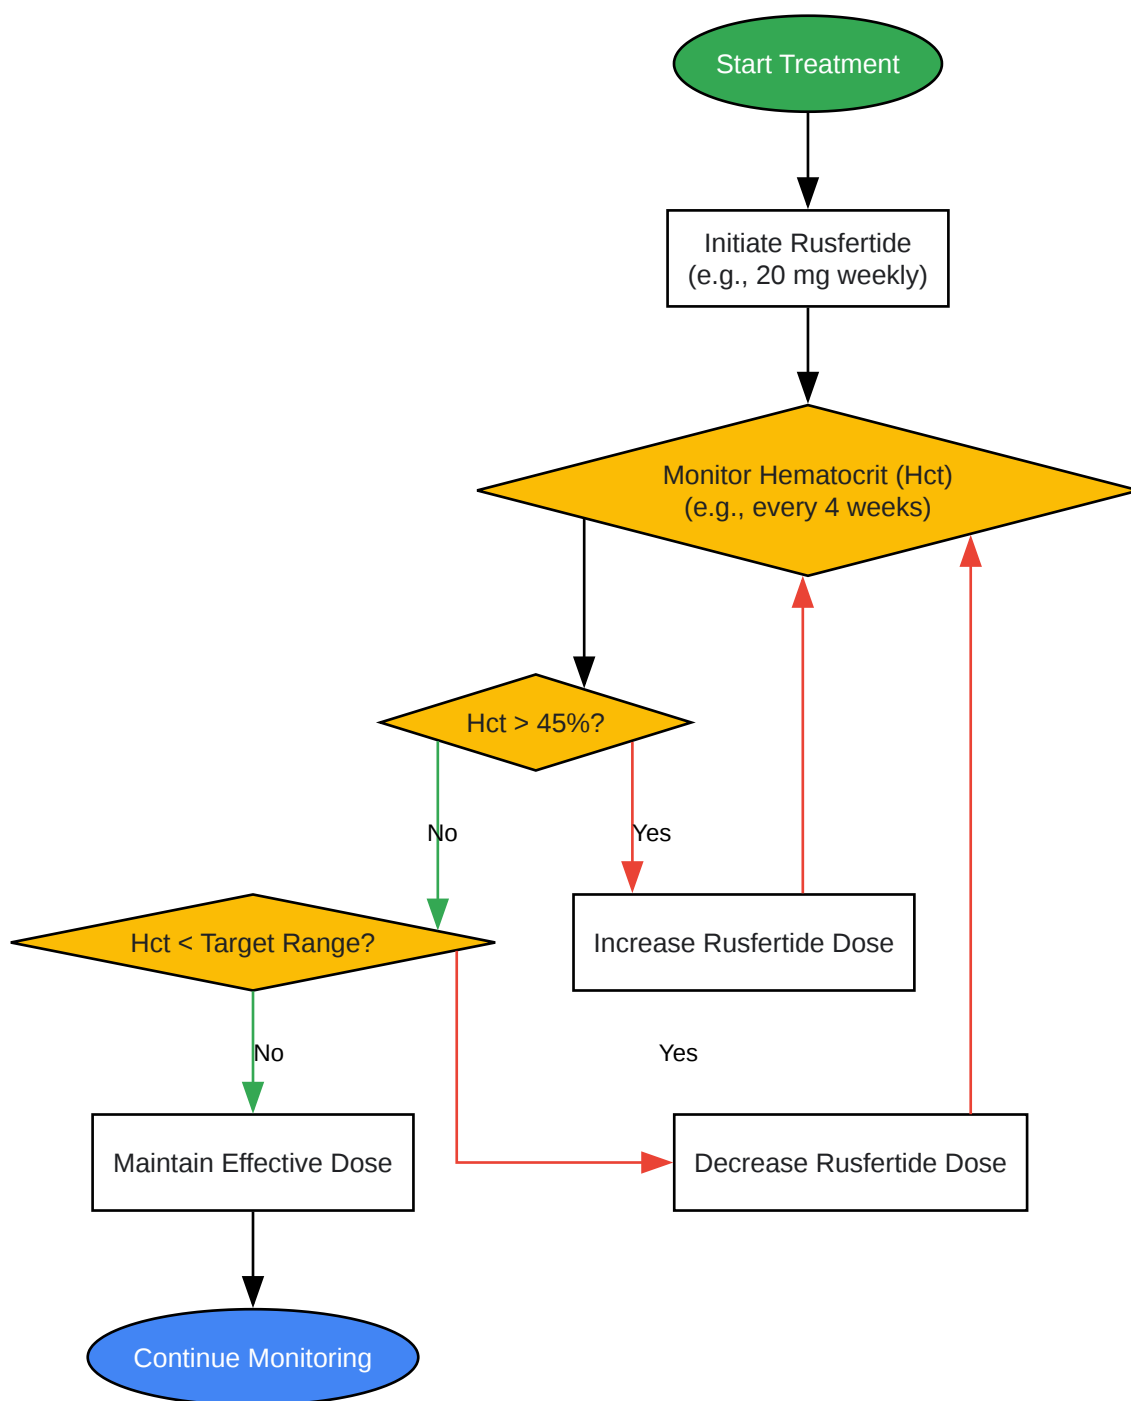 Start Treatment
Initiate Rusfertide
(e.g., 20 mg weekly)
Monitor Hematocrit (Hct)
(e.g., every 4 weeks)
Hct > 45%?
No
Yes
Hct < Target Range?
Increase Rusfertide Dose
No
Yes
Maintain Effective Dose
Decrease Rusfertide Dose
Continue Monitoring